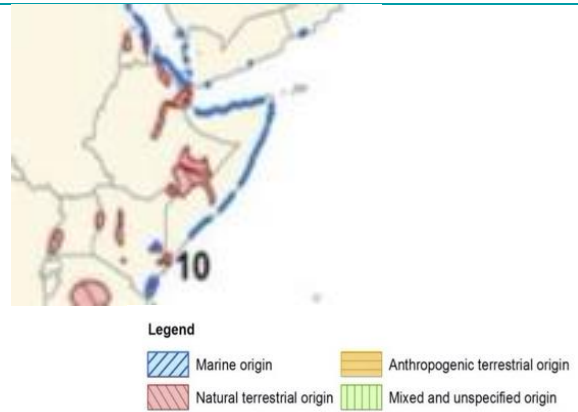 10
Legend
Marine origin
Anthropogenic terrestrial origin
Natural terrestrial origin
Mixed and unspecified origin